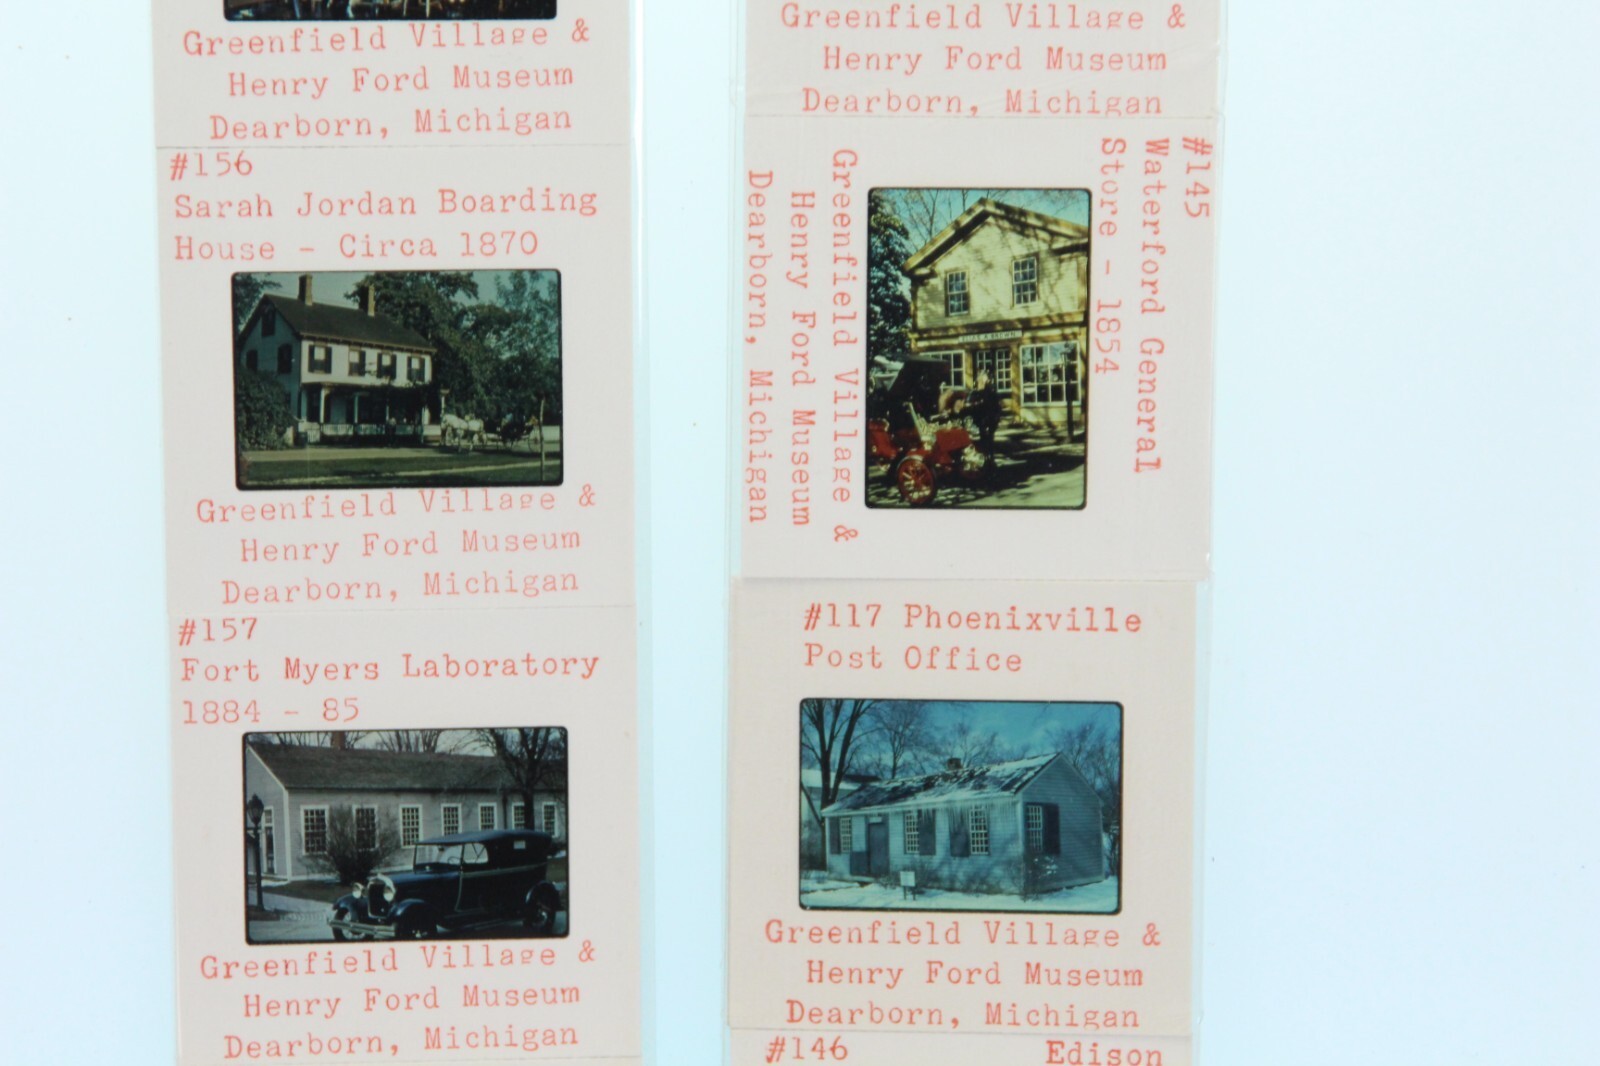 Greenfield Village &
Henry Ford Museum
Dearborn, Michigan
#156
Sarah Jordan Boarding
House - Circa 1870
Greenfield Village &
Henry Ford Museum
Dearborn, Michigan
#157
Fort Myers Laboratory
1884 - 85
Greenfield Village &
Henry Ford Museum
Dearborn, Michigan
Greenfield Village &
Henry Ford Museum
Dearborn, Michigan
#145
Waterford General
Store - 1854
Greenfield Village &
Henry Ford Museum
Dearborn, Michigan
#117 Phoenixville
Post Office
Greenfield Village &
Henry Ford Museum
Dearborn, Michigan
#146 Edison